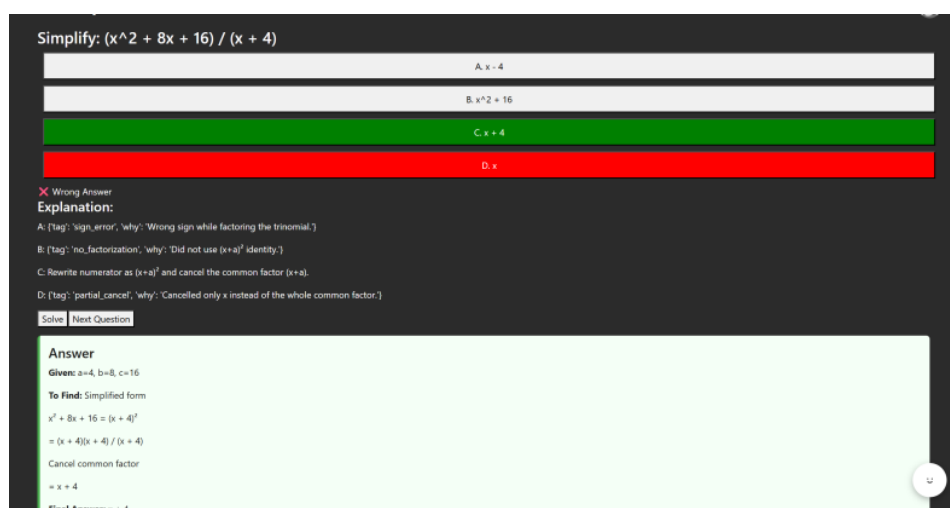 Simplify: (x^2 + 8x + 16) / (x + 4)
A. x - 4
B. x^2 + 16
C. x + 4
D. x
❌ Wrong Answer
Explanation:
A: {'tag': 'sign_error', 'why': 'Wrong sign while factoring the trinomial.'}
B: {'tag': 'no_factorization', 'why': 'Did not use (x+a)² identity.'}
C: Rewrite numerator as (x+a)² and cancel the common factor (x+a).
D: {'tag': 'partial_cancel', 'why': 'Cancelled only x instead of the whole common factor.'}
Solve Next Question
Answer
Given: a=4, b=8, c=16
To Find: Simplified form
x² + 8x + 16 = (x + 4)²
= (x + 4)(x + 4) / (x + 4)
Cancel common factor
= x + 4